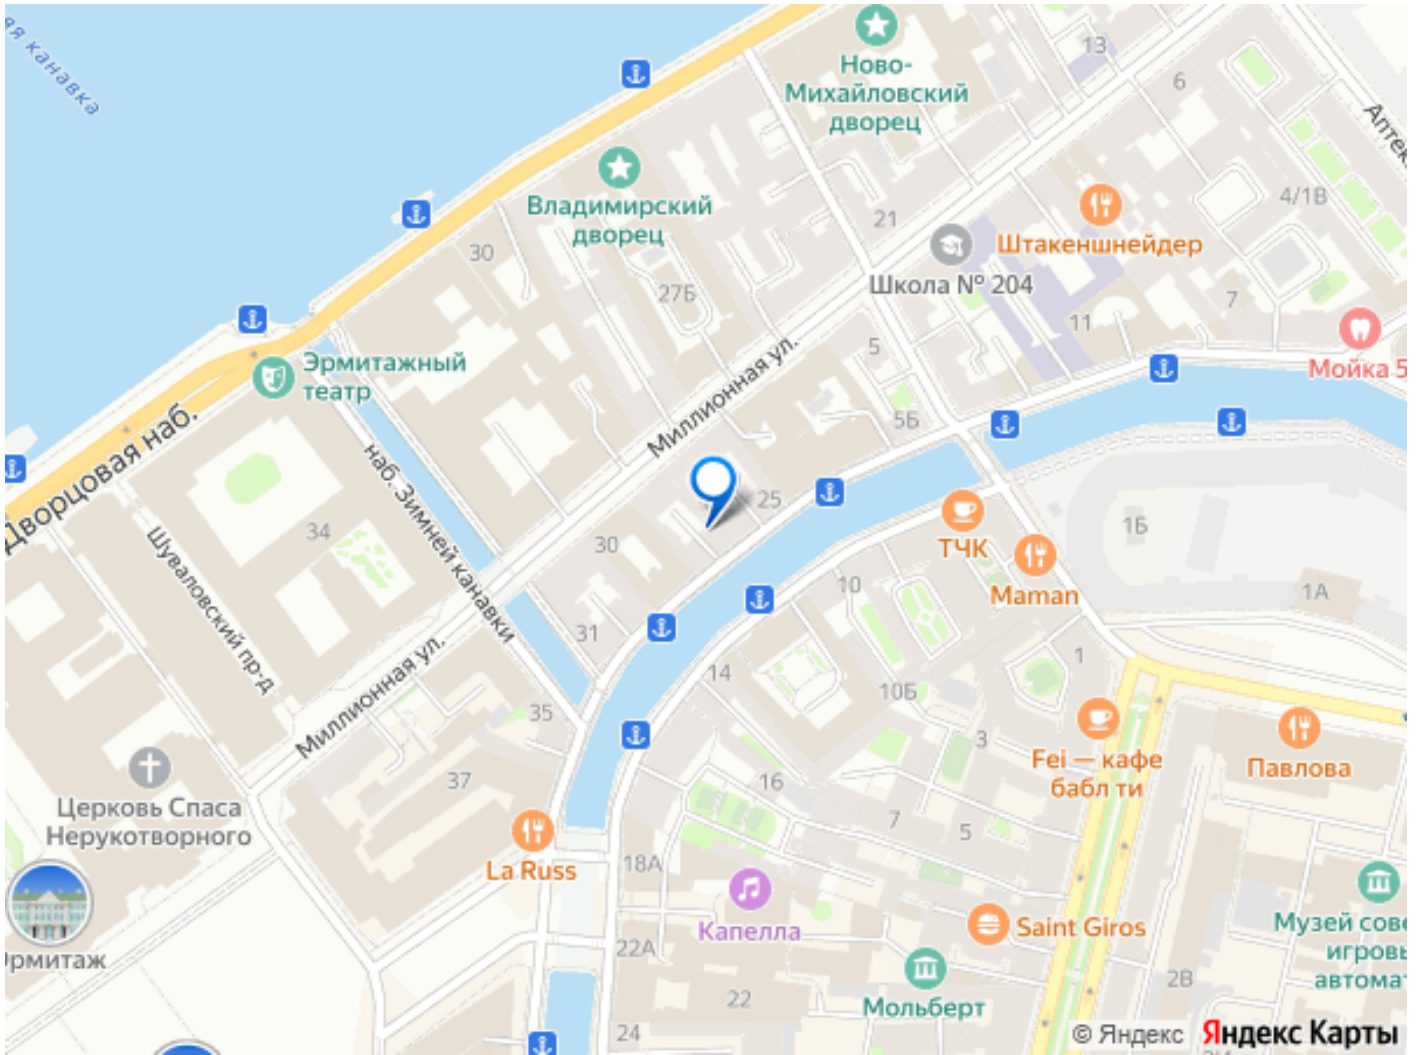 яя канавка
Ново-
Михайловский
дворец
13
6
Аптек
4/1В
Владимирский
дворец
21
Штакеншнейдер
Школа № 204
30
27Б
7
11
5
Мойка 5
Эрмитажный
театр
Миллионная ул.
5Б
Дворцовая наб.
наб. Зимней канавки
25
34
Шуваловский пр-д
30
ТЧК
1Б
Maman
10
1А
31
Миллионная ул.
14
1
10Б
35
3
Fei — кафе
бабл ти
Павлова
37
16
Церковь Спаса
Нерукотворного
7
5
La Russ
18А
Капелла
Saint Giros
Музей сове
игровы
автомат
22А
Эрмитаж
2В
22
Мольберт
24
© Яндекс
Яндекс Карты